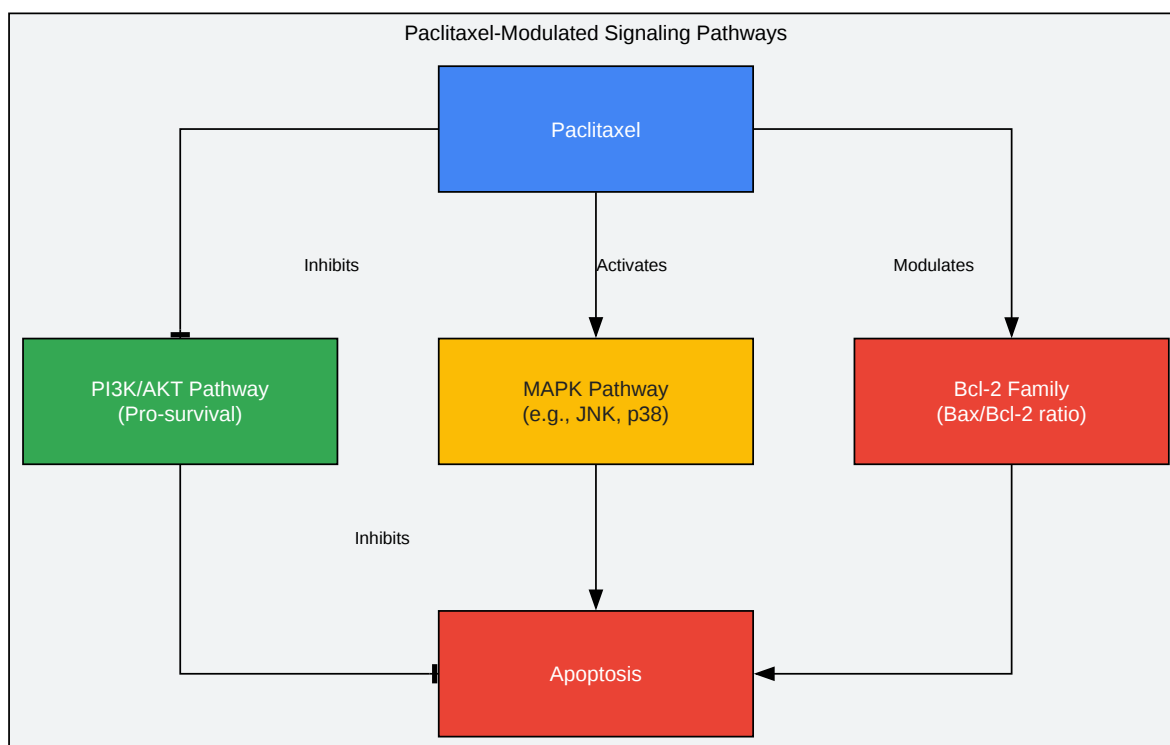 Paclitaxel-Modulated Signaling Pathways
Paclitaxel
Inhibits
Activates
Modulates
PI3K/AKT Pathway
(Pro-survival)
MAPK Pathway
(e.g., JNK, p38)
Bcl-2 Family
(Bax/Bcl-2 ratio)
Inhibits
Apoptosis